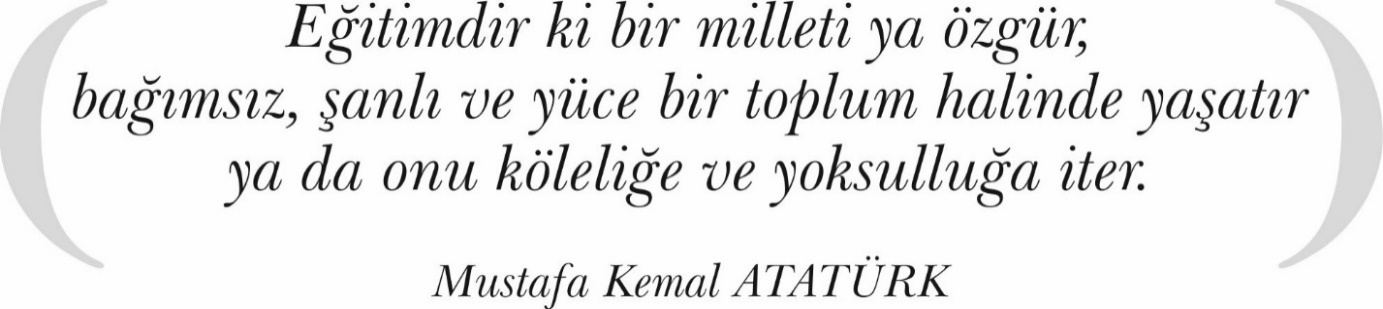 Eğitimdir ki bir milleti ya özgür,
bağımsız, şanlı ve yüce bir toplum halinde yaşatır
ya da onu köleliğe ve yoksulluğa iter.
Mustafa Kemal ATATÜRK